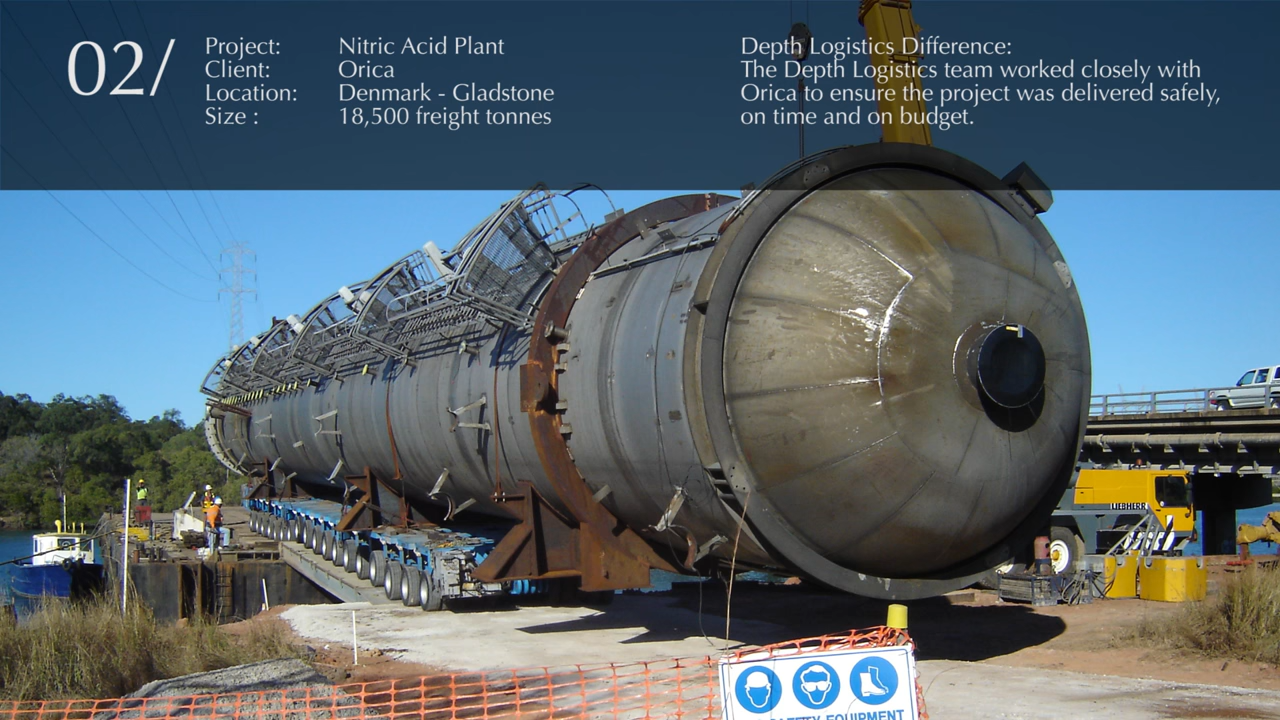 02/
Project: Nitric Acid Plant
Client: Orica
Location: Denmark - Gladstone
Size : 18,500 freight tonnes
Depth Logistics Difference:
The Depth Logistics team worked closely with
Orica to ensure the project was delivered safely,
on time and on budget.
LIEBHERR
SAFETY EQUIPMENT